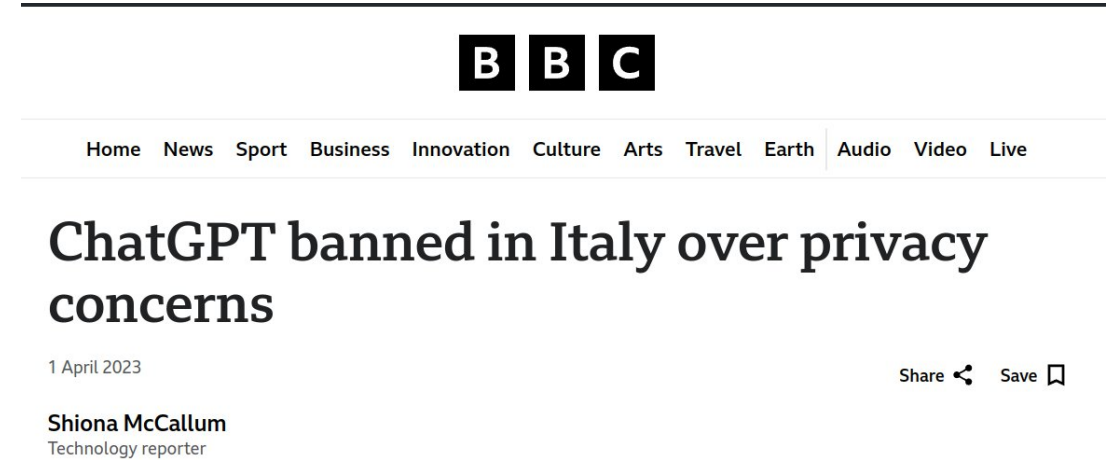 BBC
Home News Sport Business Innovation Culture Arts Travel Earth Audio Video Live
ChatGPT banned in Italy over privacy
concerns
1 April 2023
Share Save
Shiona McCallum
Technology reporter